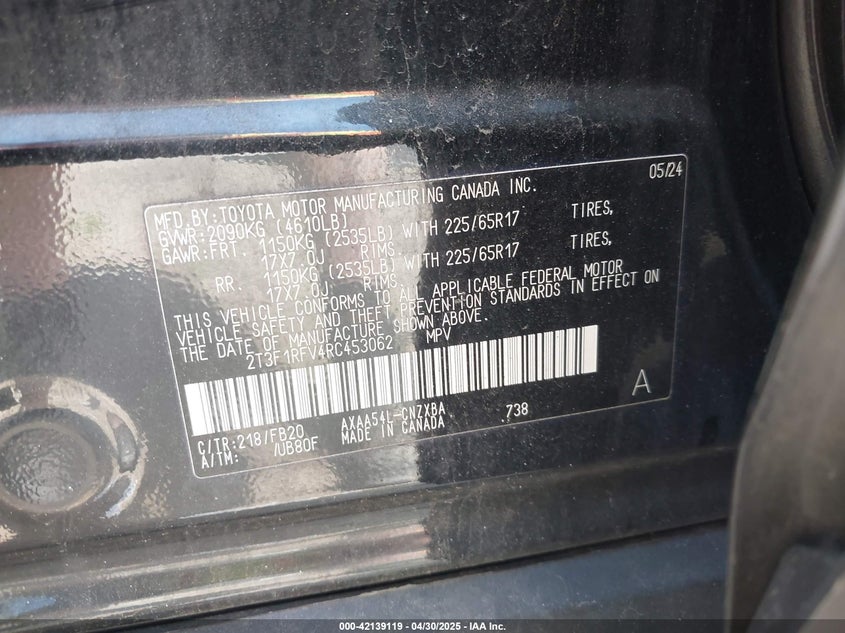 05/24
MFD.BY:TOYOTA MOTOR MANUFACTURING CANADA INC.
GVWR:2090KG (4610LB)
GAWR:FRT. 1150KG (2535LB) WITH 225/65R17 TIRES,
17X7.0J RIMS
RR. 1150KG (2535LB) WITH 225/65R17 TIRES,
17X7.0J RIMS
THIS VEHICLE CONFORMS TO ALL APPLICABLE FEDERAL MOTOR
VEHICLE SAFETY AND THEFT PREVENTION STANDARDS IN EFFECT ON
THE DATE OF MANUFACTURE SHOWN ABOVE.
2T3F1RFV4RC453062 MPV
A
C/TR:218/FB20 AXAA54L-CNZXBA 738
A/TM: /UB80F MADE IN CANADA
000-42139119 - 04/30/2025 - IAA Inc.